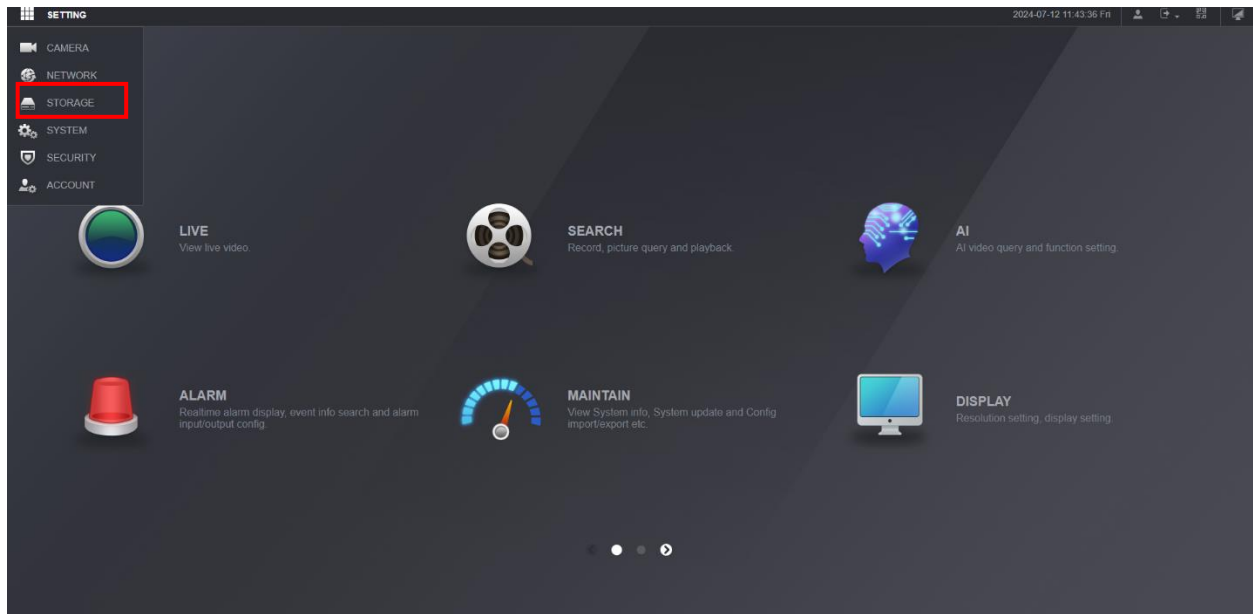 SETTING
2024-07-12 11:43:36 Fri
CAMERA
NETWORK
STORAGE
SYSTEM
SECURITY
ACCOUNT
LIVE
View live video.
SEARCH
Record, picture query and playback.
AI
AI video query and function setting.
ALARM
Realtime alarm display, event info search and alarm
input/output config.
MAINTAIN
View System info, System update and Config
import/export etc.
DISPLAY
Resolution setting, display setting.